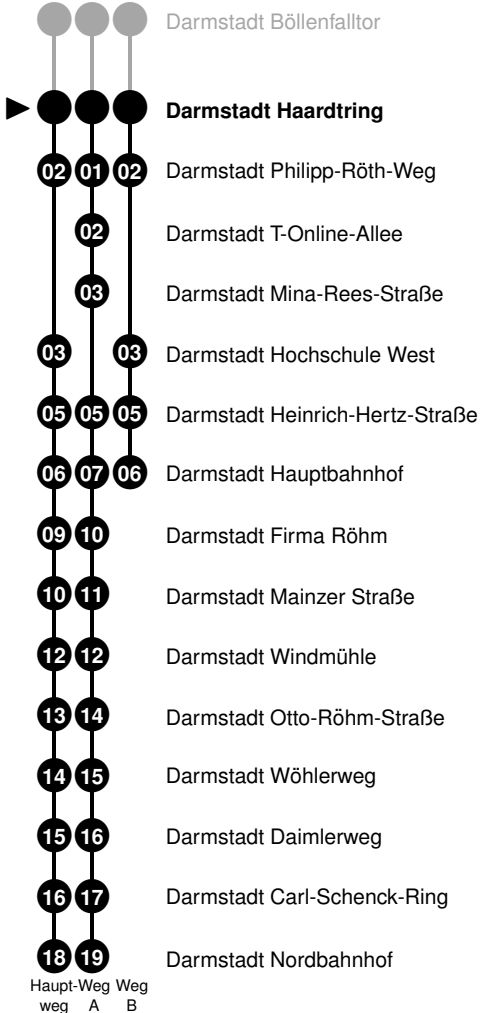 Darmstadt Böllenfalltor
Darmstadt Haardtring
02 01 02 Darmstadt Philipp-Röth-Weg
02 Darmstadt T-Online-Allee
03 Darmstadt Mina-Rees-Straße
03 03 Darmstadt Hochschule West
05 05 05 Darmstadt Heinrich-Hertz-Straße
06 07 06 Darmstadt Hauptbahnhof
09 10 Darmstadt Firma Röhm
10 11 Darmstadt Mainzer Straße
12 12 Darmstadt Windmühle
13 14 Darmstadt Otto-Röhm-Straße
14 15 Darmstadt Wöhlerweg
15 16 Darmstadt Daimlerweg
16 17 Darmstadt Carl-Schenck-Ring
18 19 Darmstadt Nordbahnhof
Haupt- Weg Weg
weg A B